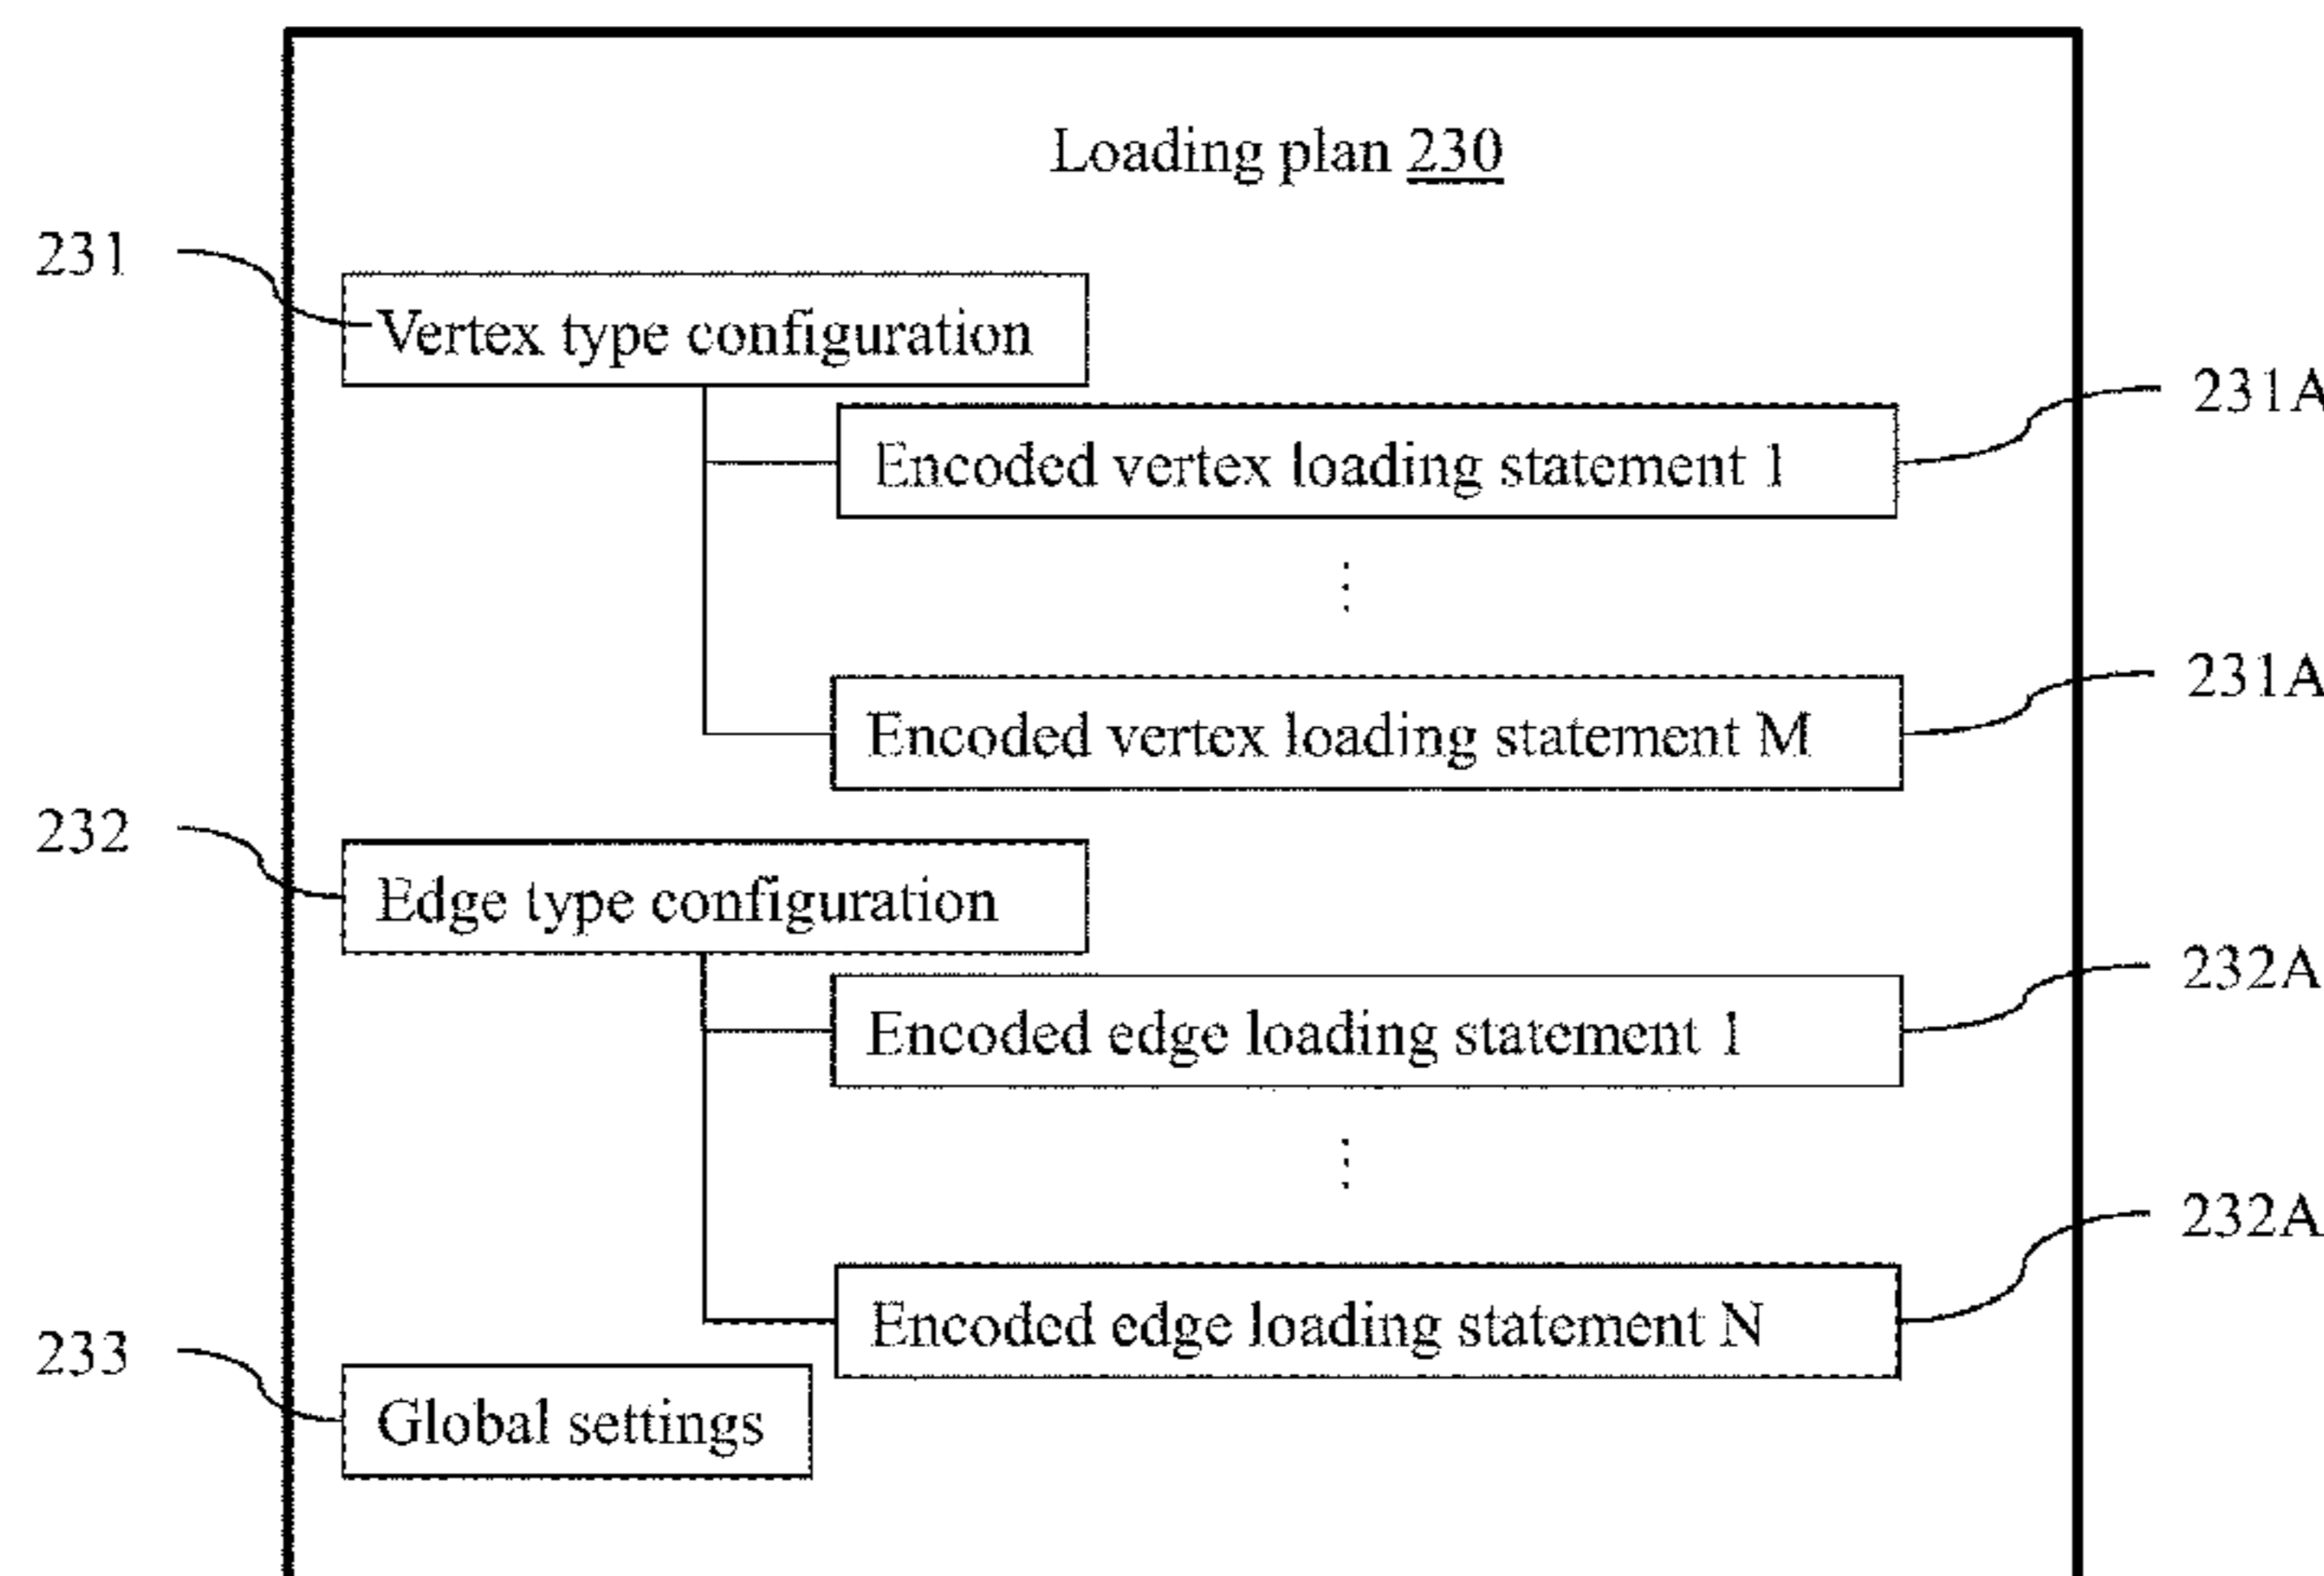 Loading plan 230
231
Vertex type configuration
231A
Encoded vertex loading statement 1
⋮
231A
Encoded vertex loading statement M
232
Edge type configuration
232A
Encoded edge loading statement 1
⋮
232A
Encoded edge loading statement N
233
Global settings